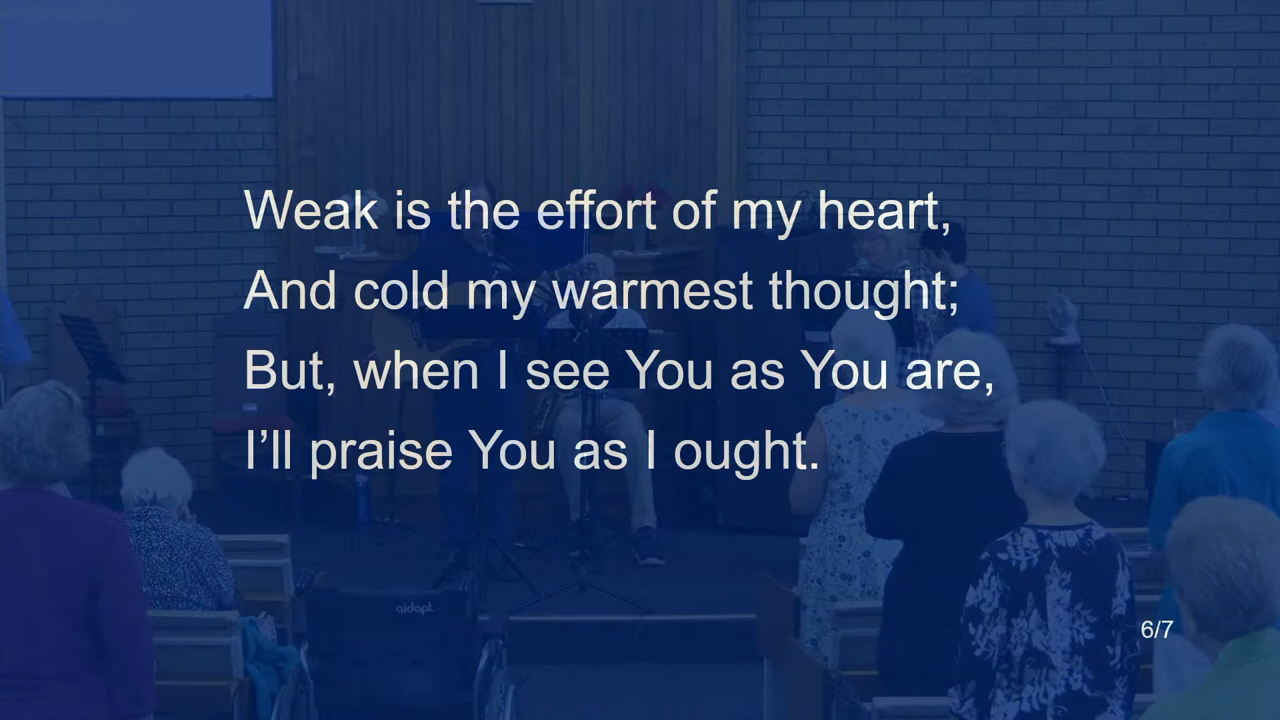 Weak is the effort of my heart,
And cold my warmest thought;
But, when I see You as You are,
I’ll praise You as I ought.
aidapt
6/7